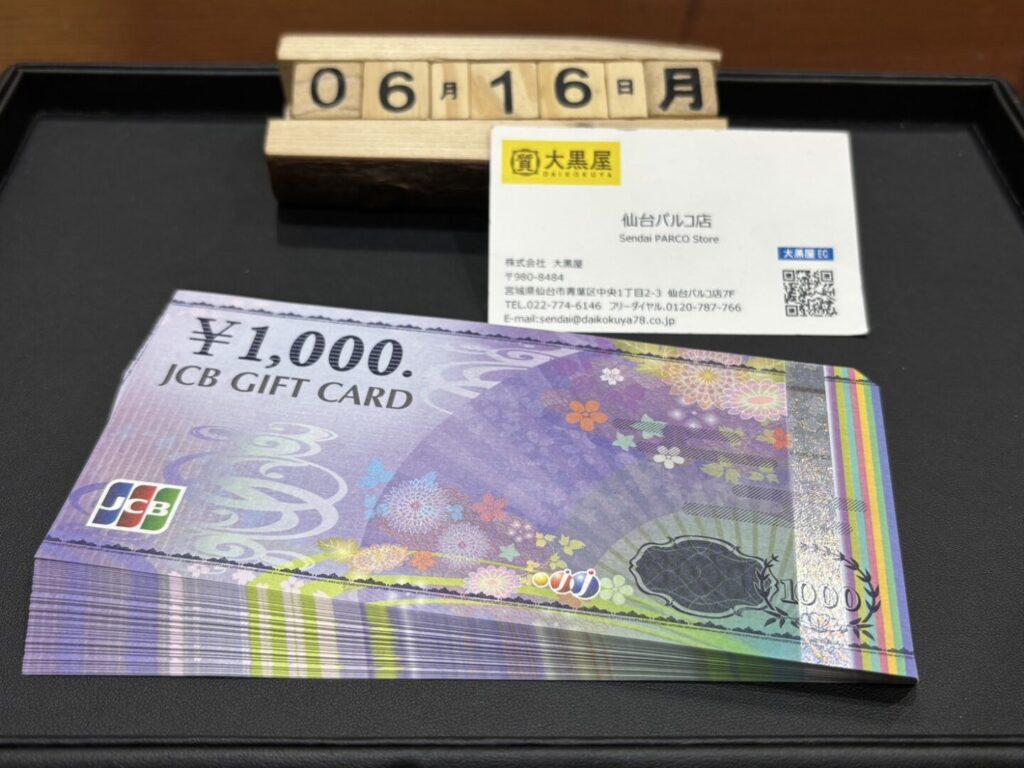 06月16日月
質 大黒屋
DAIKOKUYA
仙台パルコ店
Sendai PARCO Store
大黒屋 EC
株式会社 大黒屋
〒980-8484
宮城県仙台市青葉区中央1丁目2-3 仙台パルコ店7F
TEL.022-774-6146 フリーダイヤル.0120-787-766
E-mail:sendai@daikokuya78.co.jp
¥1,000.
JCB GIFT CARD
JCB
1000